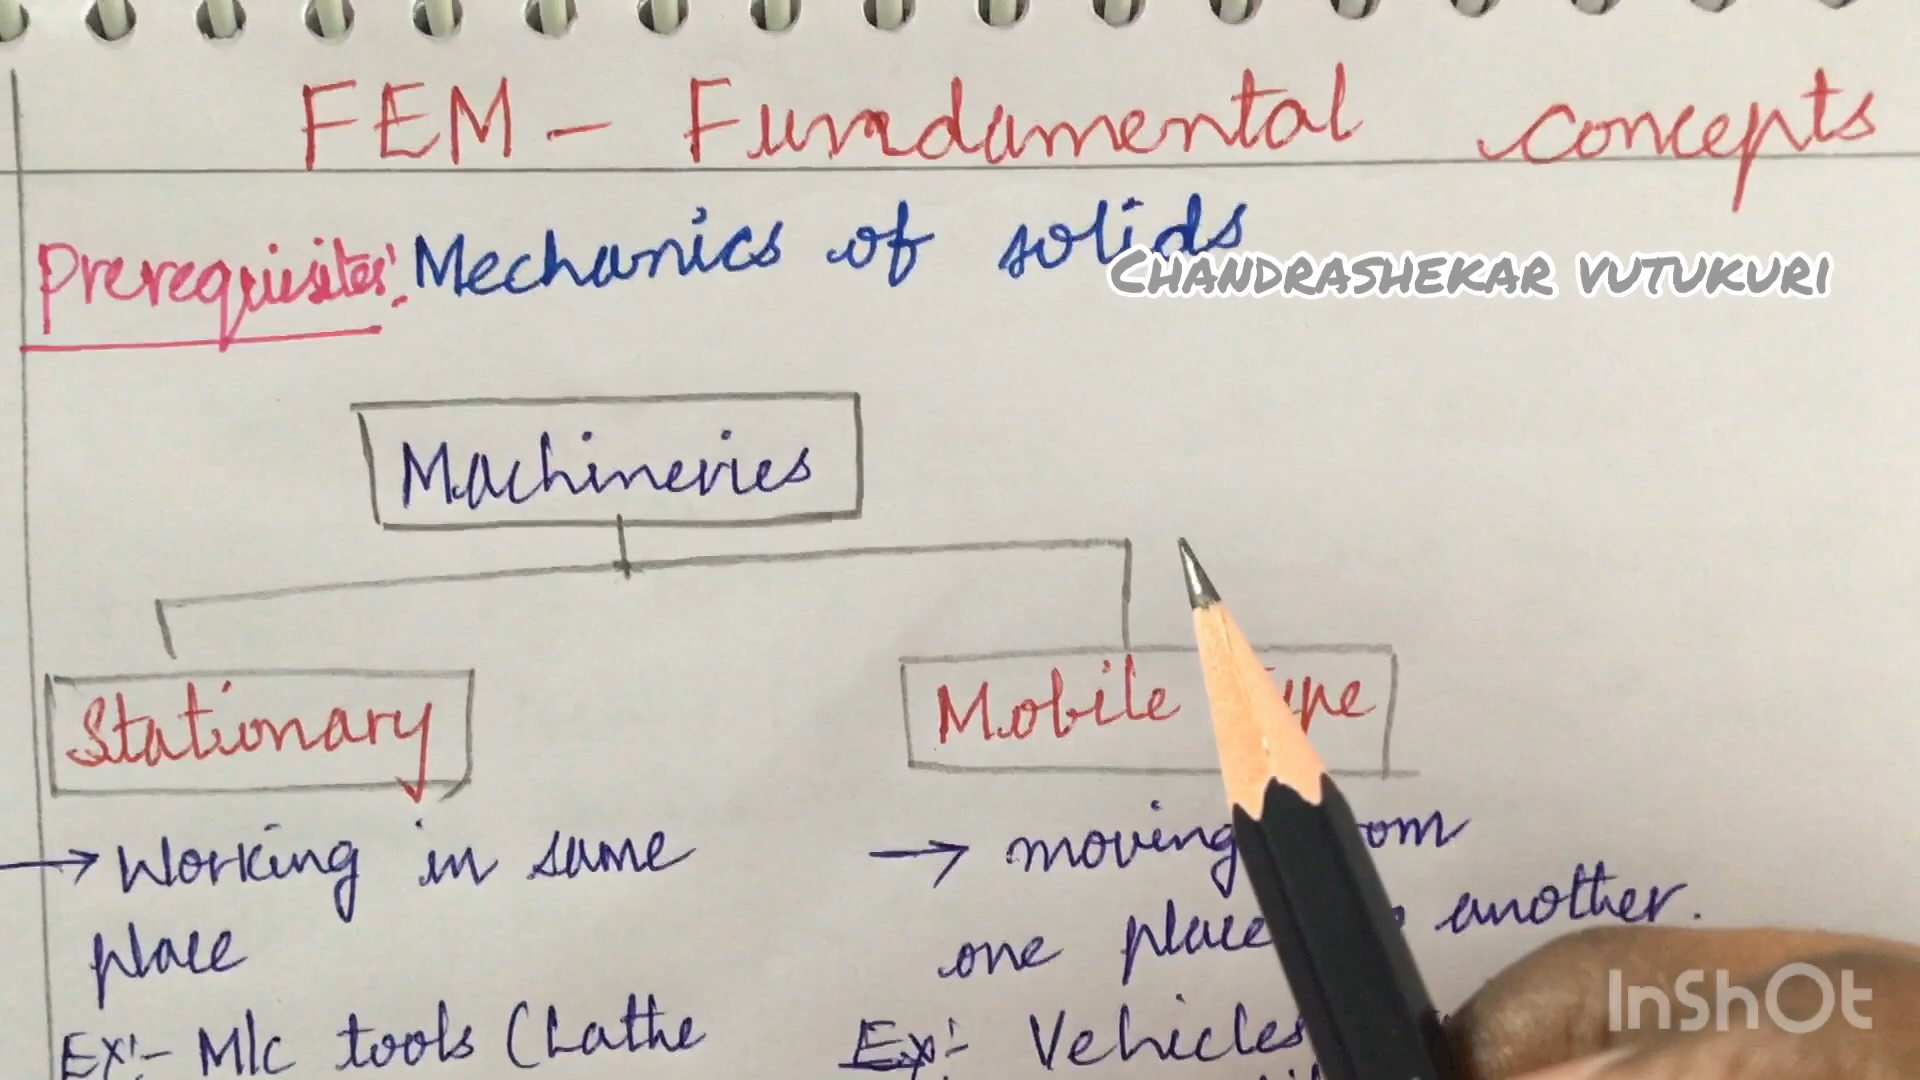 FEM - Fundamental concepts
Prerequisites: Mechanics of solids
CHANDRASHEKAR VUTUKURI
Machineries
Stationary
Mobile
→ Working in same
place
Ex:- M/c tools (Lathe
→ moving
one place another.
Ex:- Vehicles
InShOt